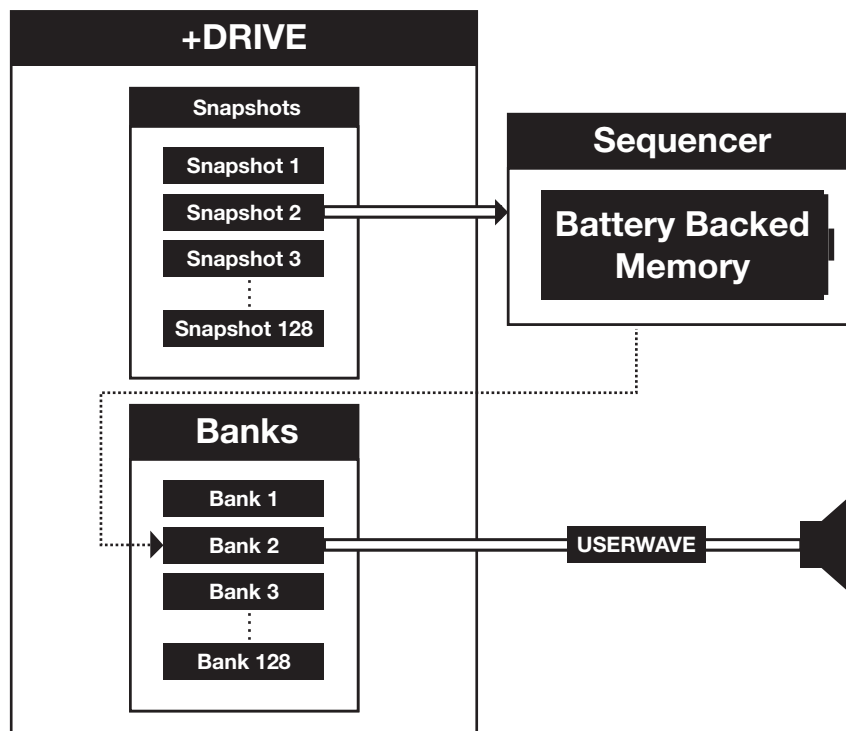 +DRIVE
Snapshots
Snapshot 1
Snapshot 2
Snapshot 3
Snapshot 128
Sequencer
Battery Backed
Memory
Banks
Bank 1
Bank 2
Bank 3
Bank 128
USERWAVE